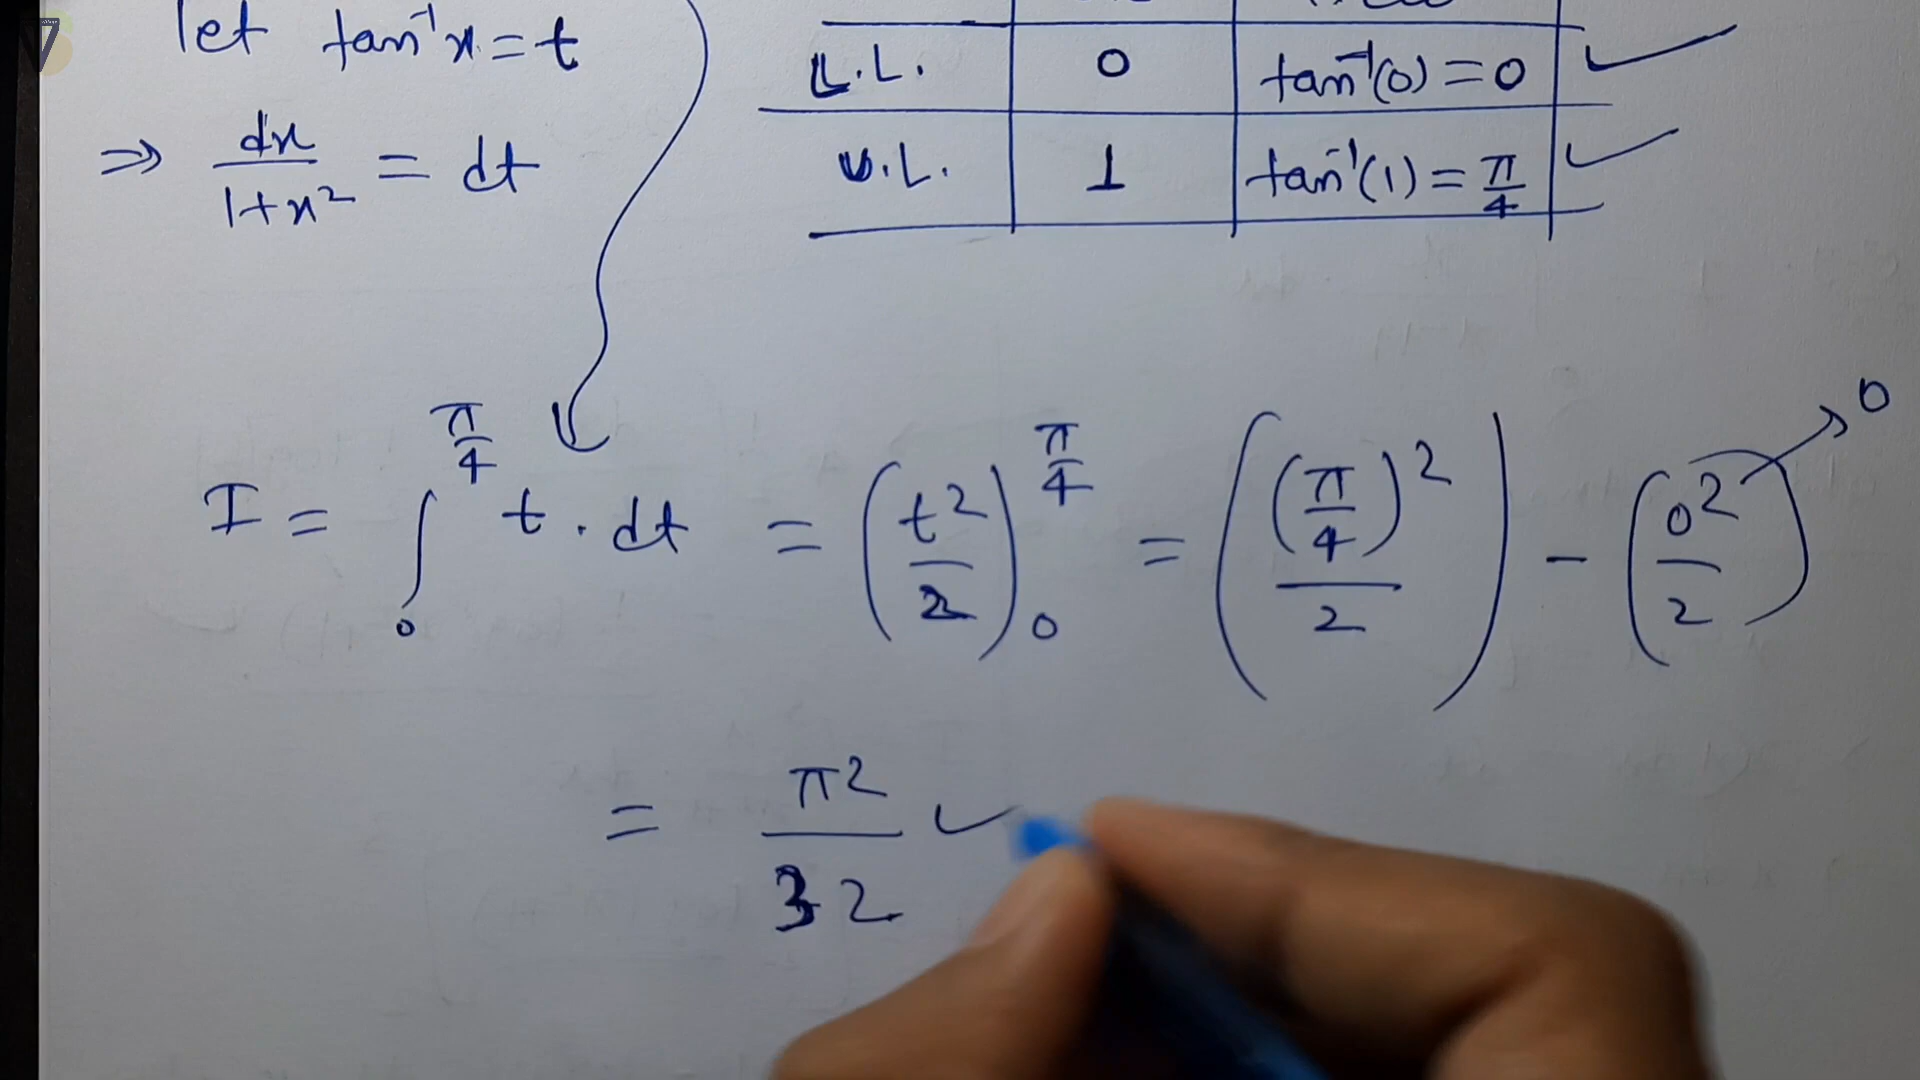 let tan⁻¹x = t
L.L. 0 tan⁻¹(0) = 0
⇒ dx/1+x² = dt
U.L. 1 tan⁻¹(1) = π/4
0
I = ∫₀^(π/4) t . dt = (t²/2)₀^(π/4) = ((π/4)²/2) - (0²/2)
= π²/32